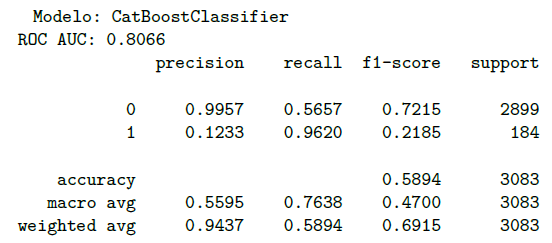 Modelo: CatBoostClassifier
ROC AUC: 0.8066
precision recall f1-score support
0 0.9957 0.5657 0.7215 2899
1 0.1233 0.9620 0.2185 184
accuracy 0.5894 3083
macro avg 0.5595 0.7638 0.4700 3083
weighted avg 0.9437 0.5894 0.6915 3083